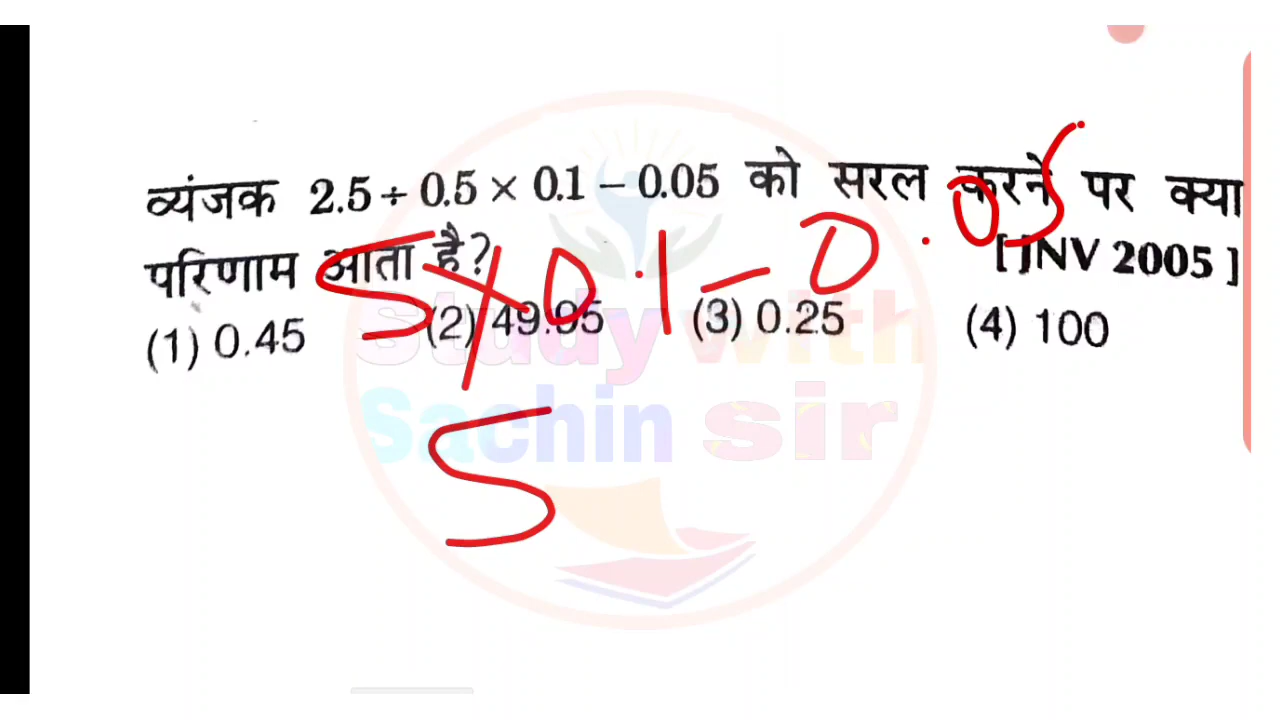 व्यंजक 2.5 ÷ 0.5 × 0.1 – 0.05 को सरल करने पर क्या
परिणाम आता है? [JNV 2005]
(1) 0.45 (2) 49.95 (3) 0.25 (4) 100
5 × 0.1 – 0.05
5
Study with
Sachin sir